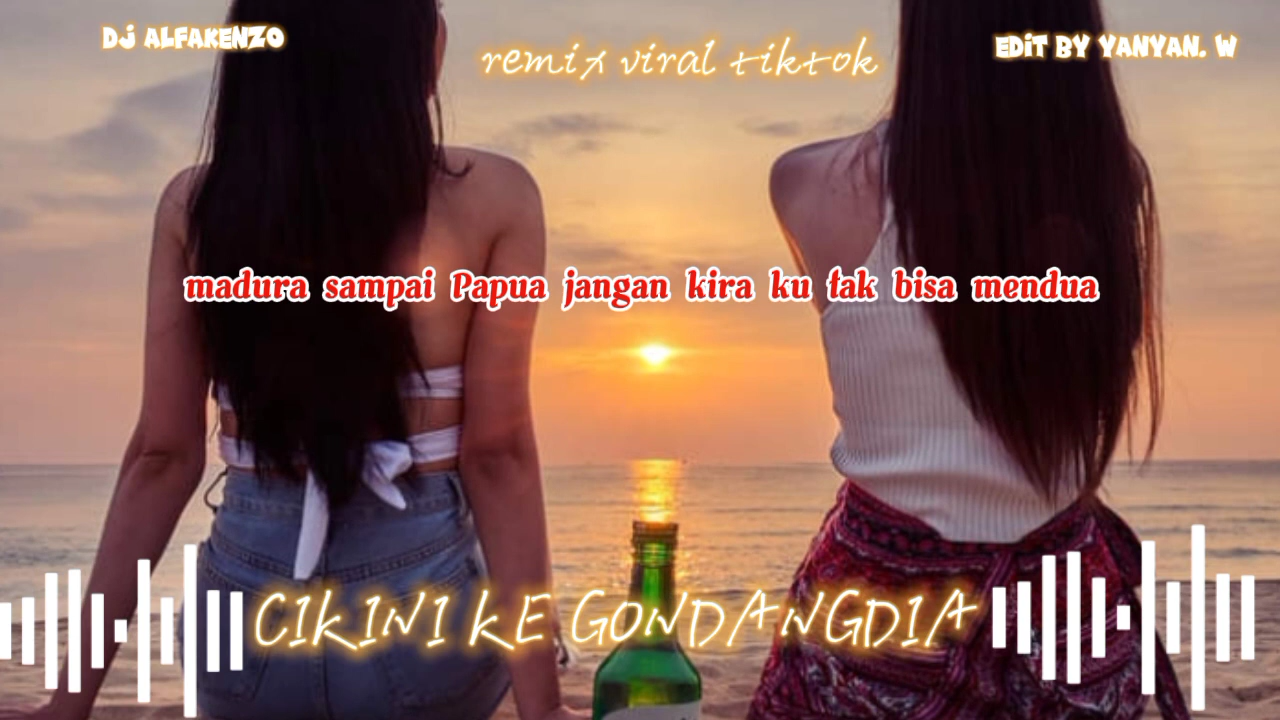 DJ ALFAKENZO
remix viral tiktok
EDIT BY YANYAN. W
madura sampai Papua jangan kira ku tak bisa mendua
CIKINI KE GONDANGDIA